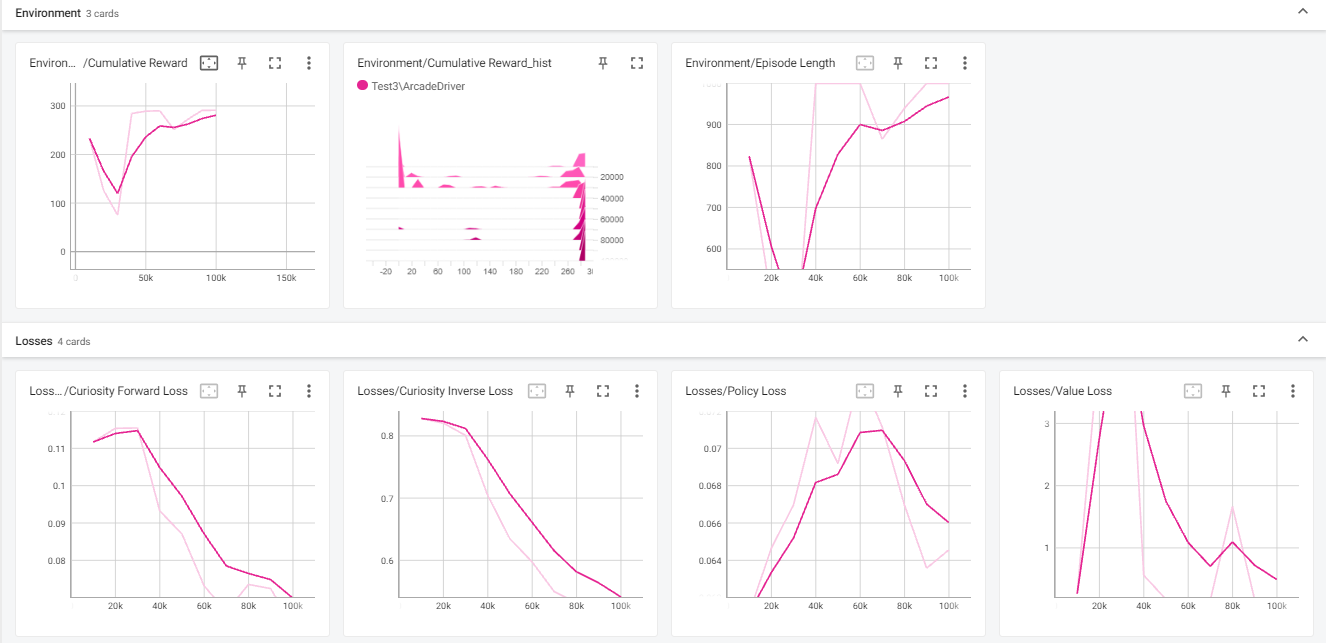 Environment 3 cards
Environ... /Cumulative Reward
300
200
100
0
0 50k 100k 150k
Environment/Cumulative Reward_hist
Test3\ArcadeDriver
20000
40000
60000
80000
-20 20 60 100 140 180 220 260 3
Environment/Episode Length
900
800
700
600
20k 40k 60k 80k 100k
Losses 4 cards
Loss... /Curiosity Forward Loss
0.12
0.11
0.1
0.09
0.08
20k 40k 60k 80k 100k
Losses/Curiosity Inverse Loss
0.8
0.7
0.6
20k 40k 60k 80k 100k
Losses/Policy Loss
0.07
0.068
0.066
0.064
20k 40k 60k 80k 100k
Losses/Value Loss
3
2
1
20k 40k 60k 80k 100k